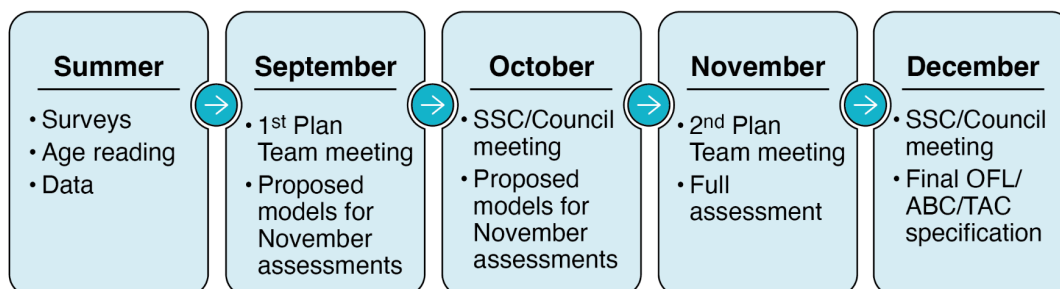 Summer
• Surveys
• Age reading
• Data
September
• 1st Plan
Team meeting
• Proposed
models for
November
assessments
October
• SSC/Council
meeting
• Proposed
models for
November
assessments
November
• 2nd Plan
Team meeting
• Full
assessment
December
• SSC/Council
meeting
• Final OFL/
ABC/TAC
specification